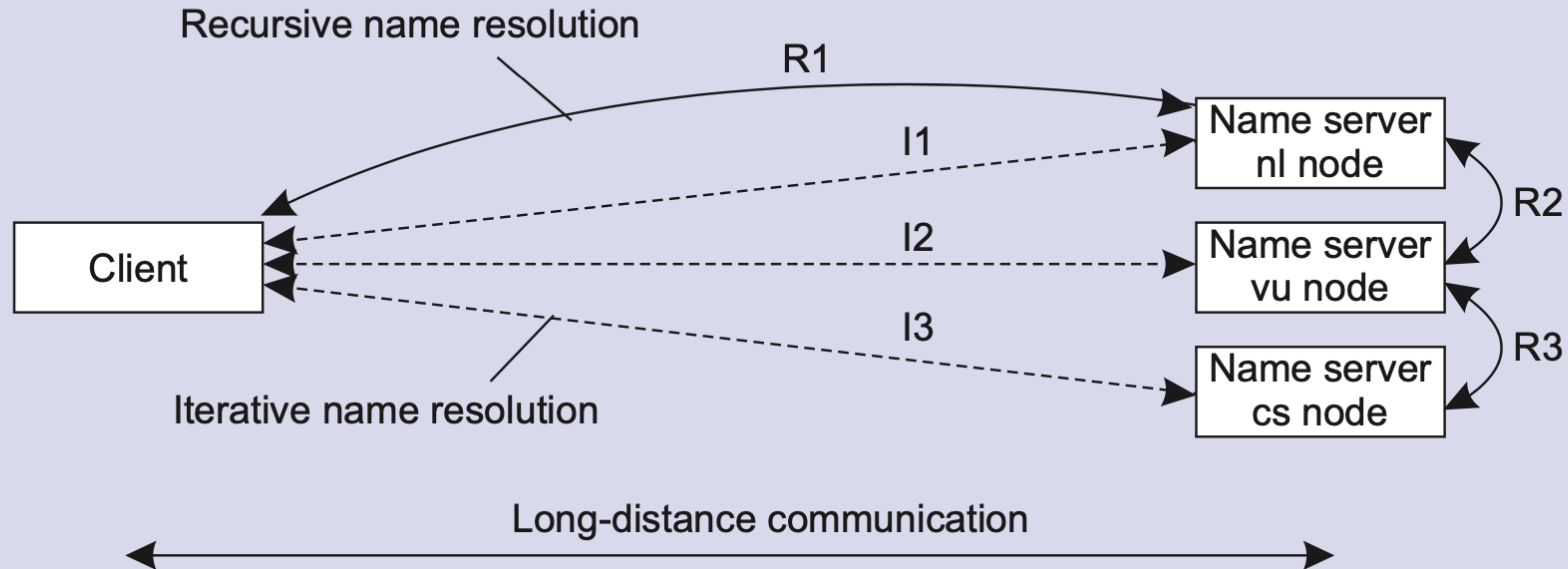 Recursive name resolution
R1
Name server
nl node
I1
R2
I2
Client
Name server
vu node
I3
R3
Name server
cs node
Iterative name resolution
Long-distance communication